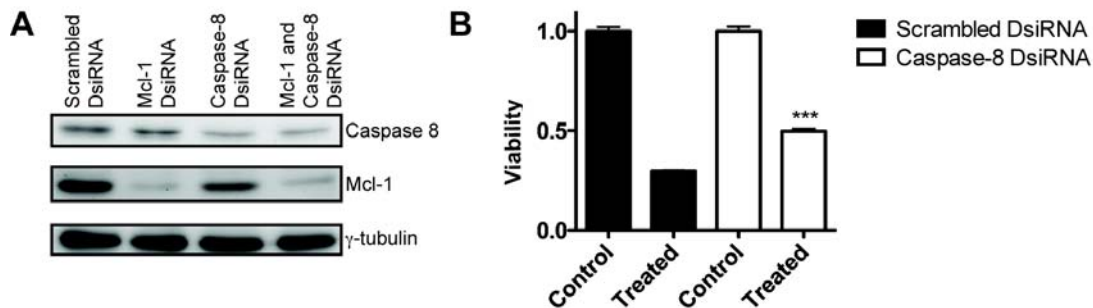 A
Scrambled
DsiRNA
Mcl-1
DsiRNA
Caspase-8
DsiRNA
Mcl-1 and
Caspase-8
DsiRNA
Caspase 8
Mcl-1
γ-tubulin
B
Viability
1.0
0.5
0.0
***
Control
Treated
Control
Treated
Scrambled DsiRNA
Caspase-8 DsiRNA